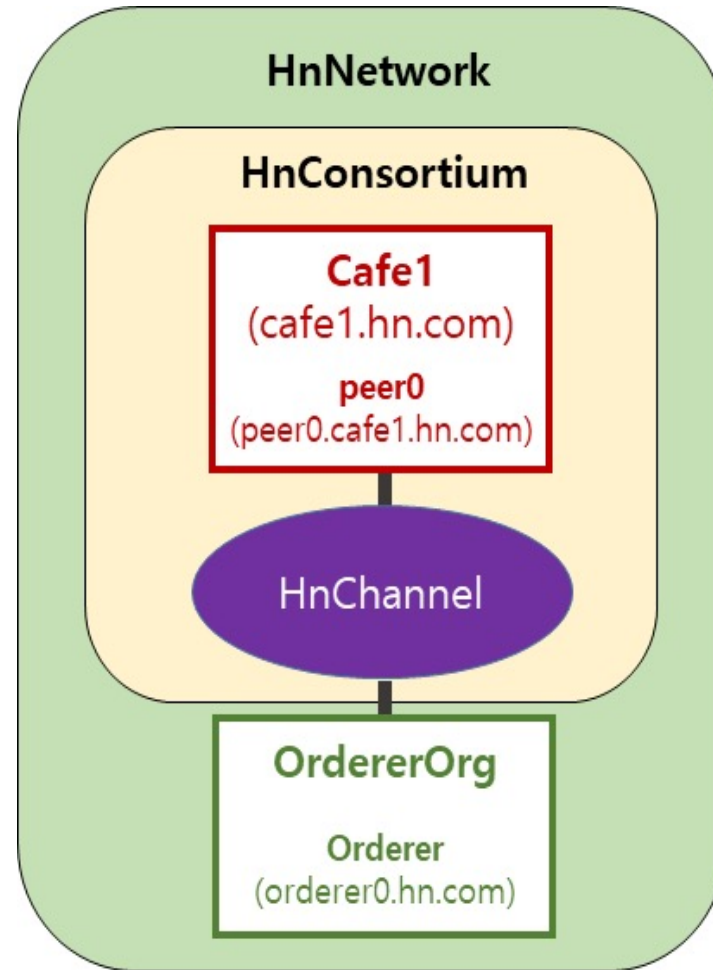 HnNetwork
HnConsortium
Cafe1
(cafe1.hn.com)
peer0
(peer0.cafe1.hn.com)
HnChannel
OrdererOrg
Orderer
(orderer0.hn.com)